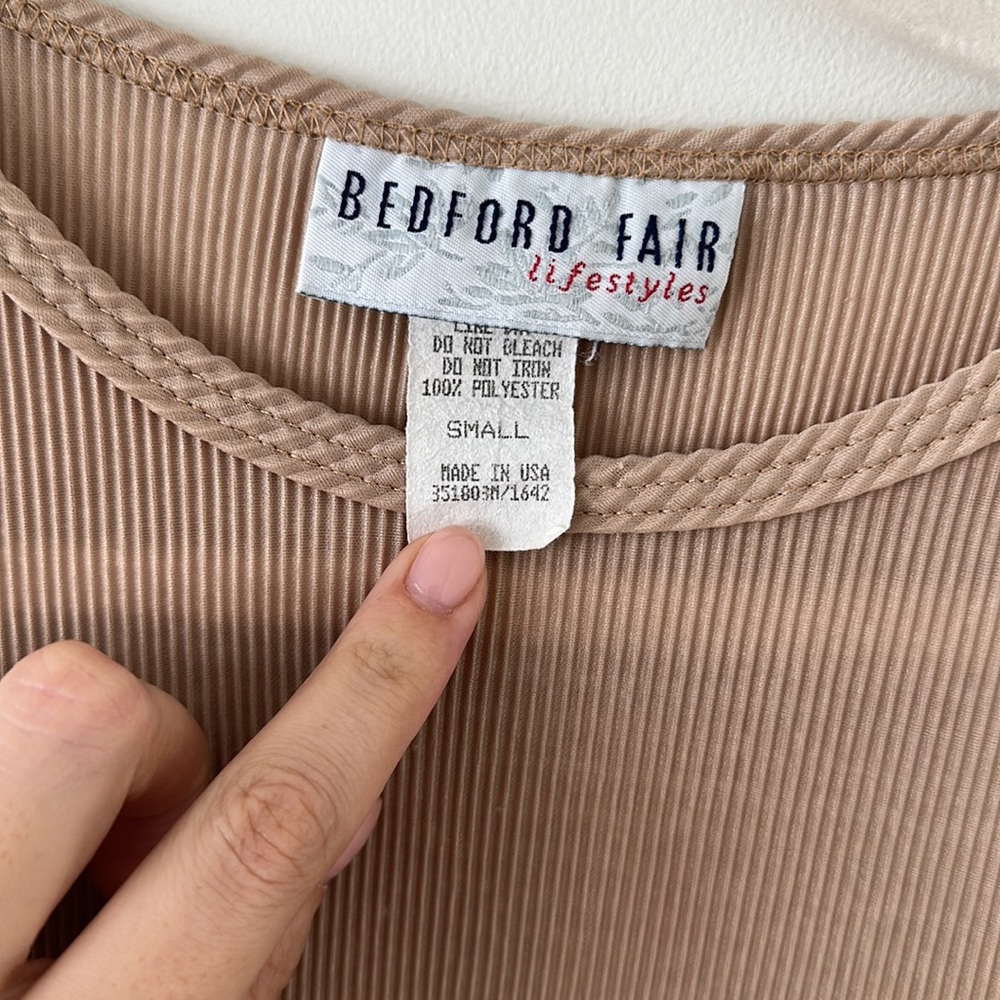 BEDFORD FAIR
lifestyles
DO NOT BLEACH
DO NOT IRON
100% POLYESTER
SMALL
MADE IN USA
351803M/1642